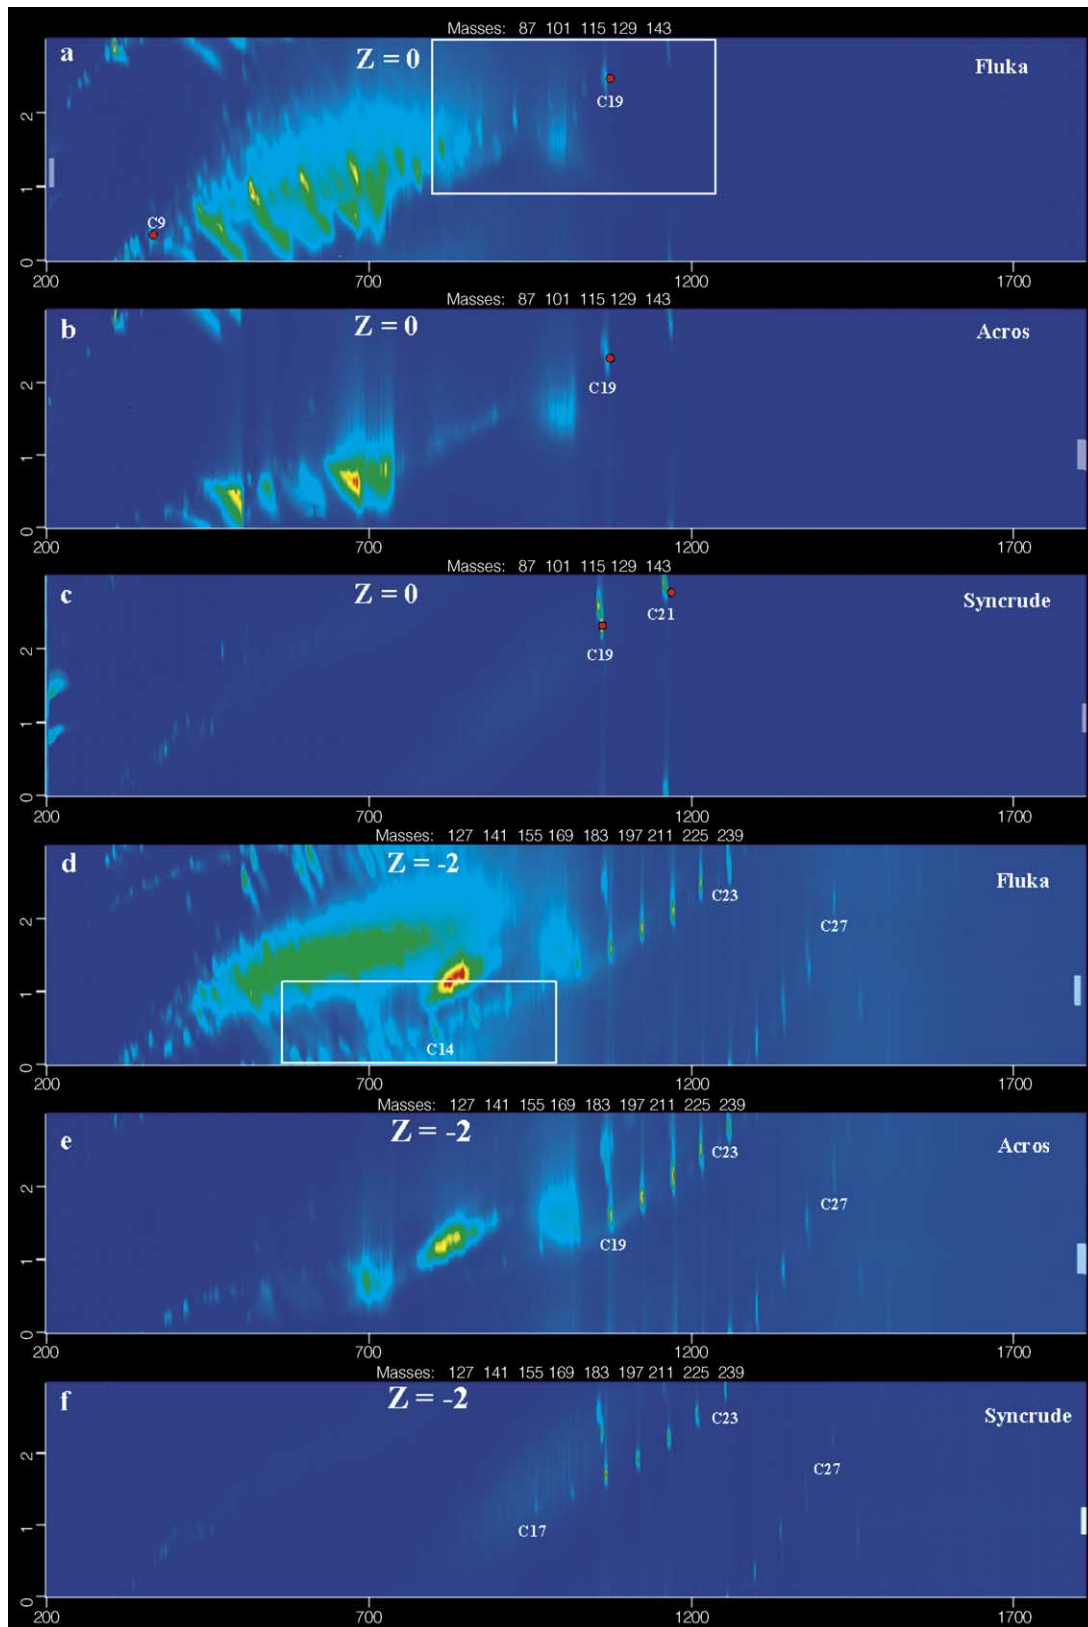 Masses: 87 101 115 129 143
a Z = 0 Fluka
2
C19
1
C9
0
200 700 1200 1700
Masses: 87 101 115 129 143
b Z = 0 Acros
2
C19
1
0
200 700 1200 1700
Masses: 87 101 115 129 143
c Z = 0 Syncrude
C21
2
C19
1
0
200 700 1200 1700
Masses: 127 141 155 169 183 197 211 225 239
d Z = -2 Fluka
C23
2
C27
1
C14
0
200 700 1200 1700
Masses: 127 141 155 169 183 197 211 225 239
e Z = -2 Acros
C23
2
C27
C19
1
0
200 700 1200 1700
Masses: 127 141 155 169 183 197 211 225 239
f Z = -2 Syncrude
C23
2
C27
C17
1
0
200 700 1200 1700